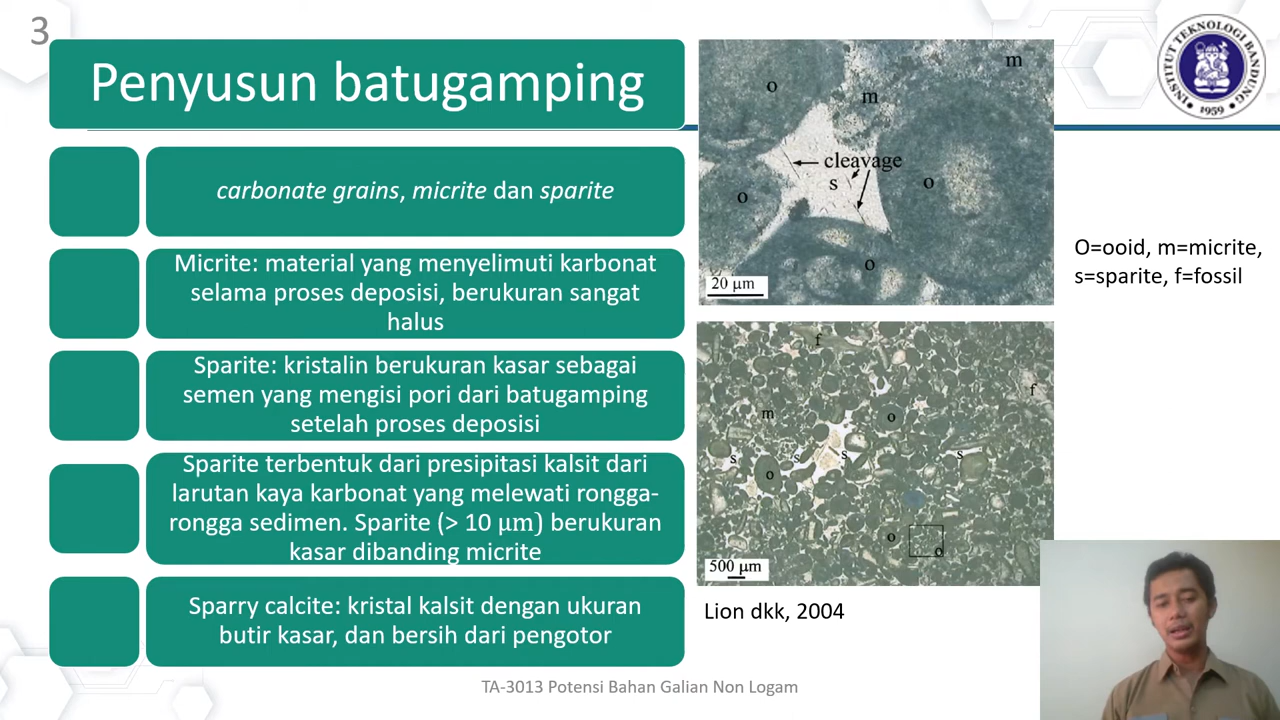 3
Penyusun batugamping
carbonate grains, micrite dan sparite
Micrite: material yang menyelimuti karbonat
selama proses deposisi, berukuran sangat
halus
Sparite: kristalin berukuran kasar sebagai
semen yang mengisi pori dari batugamping
setelah proses deposisi
Sparite terbentuk dari presipitasi kalsit dari
larutan kaya karbonat yang melewati rongga-
rongga sedimen. Sparite (> 10 μm) berukuran
kasar dibanding micrite
Sparry calcite: kristal kalsit dengan ukuran
butir kasar, dan bersih dari pengotor
m
o
m
cleavage
s
o
o
o
20 μm
f
f
m
o
s
s
s
s
o
o
o
500 μm
Lion dkk, 2004
O=ooid, m=micrite,
s=sparite, f=fossil
INSTITUT TEKNOLOGI BANDUNG
1959
TA-3013 Potensi Bahan Galian Non Logam